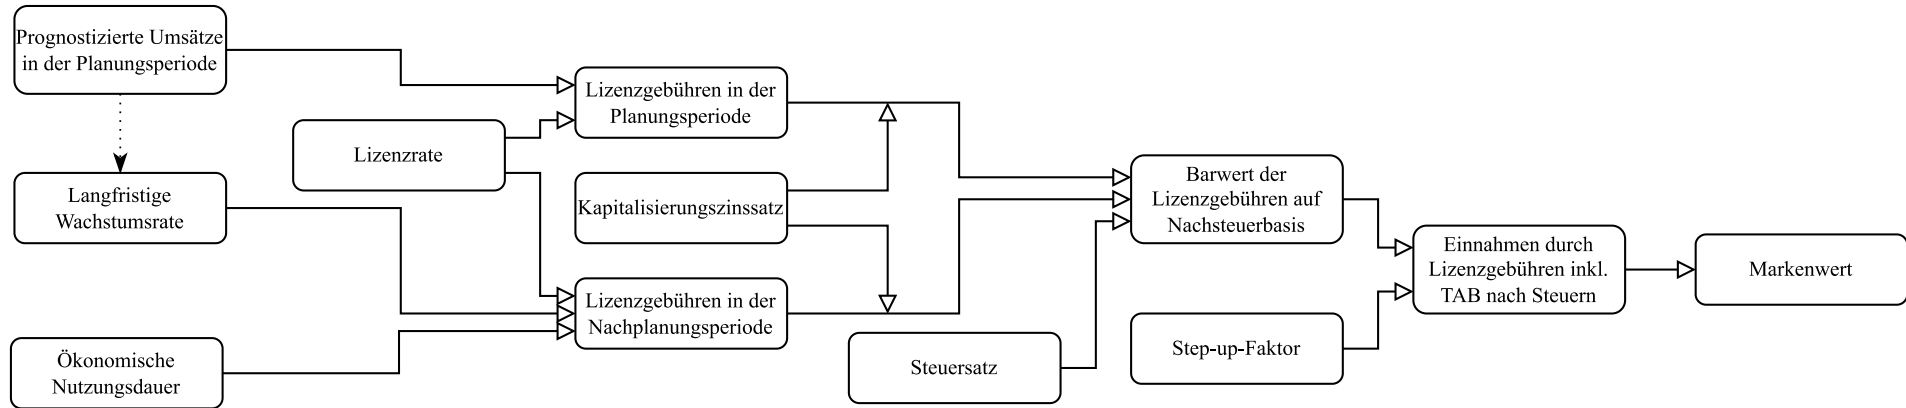 Prognostizierte Umsätze
in der Planungsperiode
Lizenzgebühren in der
Planungsperiode
Lizenzrate
Langfristige
Wachstumsrate
Kapitalisierungszinssatz
Barwert der
Lizenzgebühren auf
Nachsteuerbasis
Einnahmen durch
Lizenzgebühren inkl.
TAB nach Steuern
Markenwert
Lizenzgebühren in der
Nachplanungsperiode
Step-up-Faktor
Steuersatz
Ökonomische
Nutzungsdauer